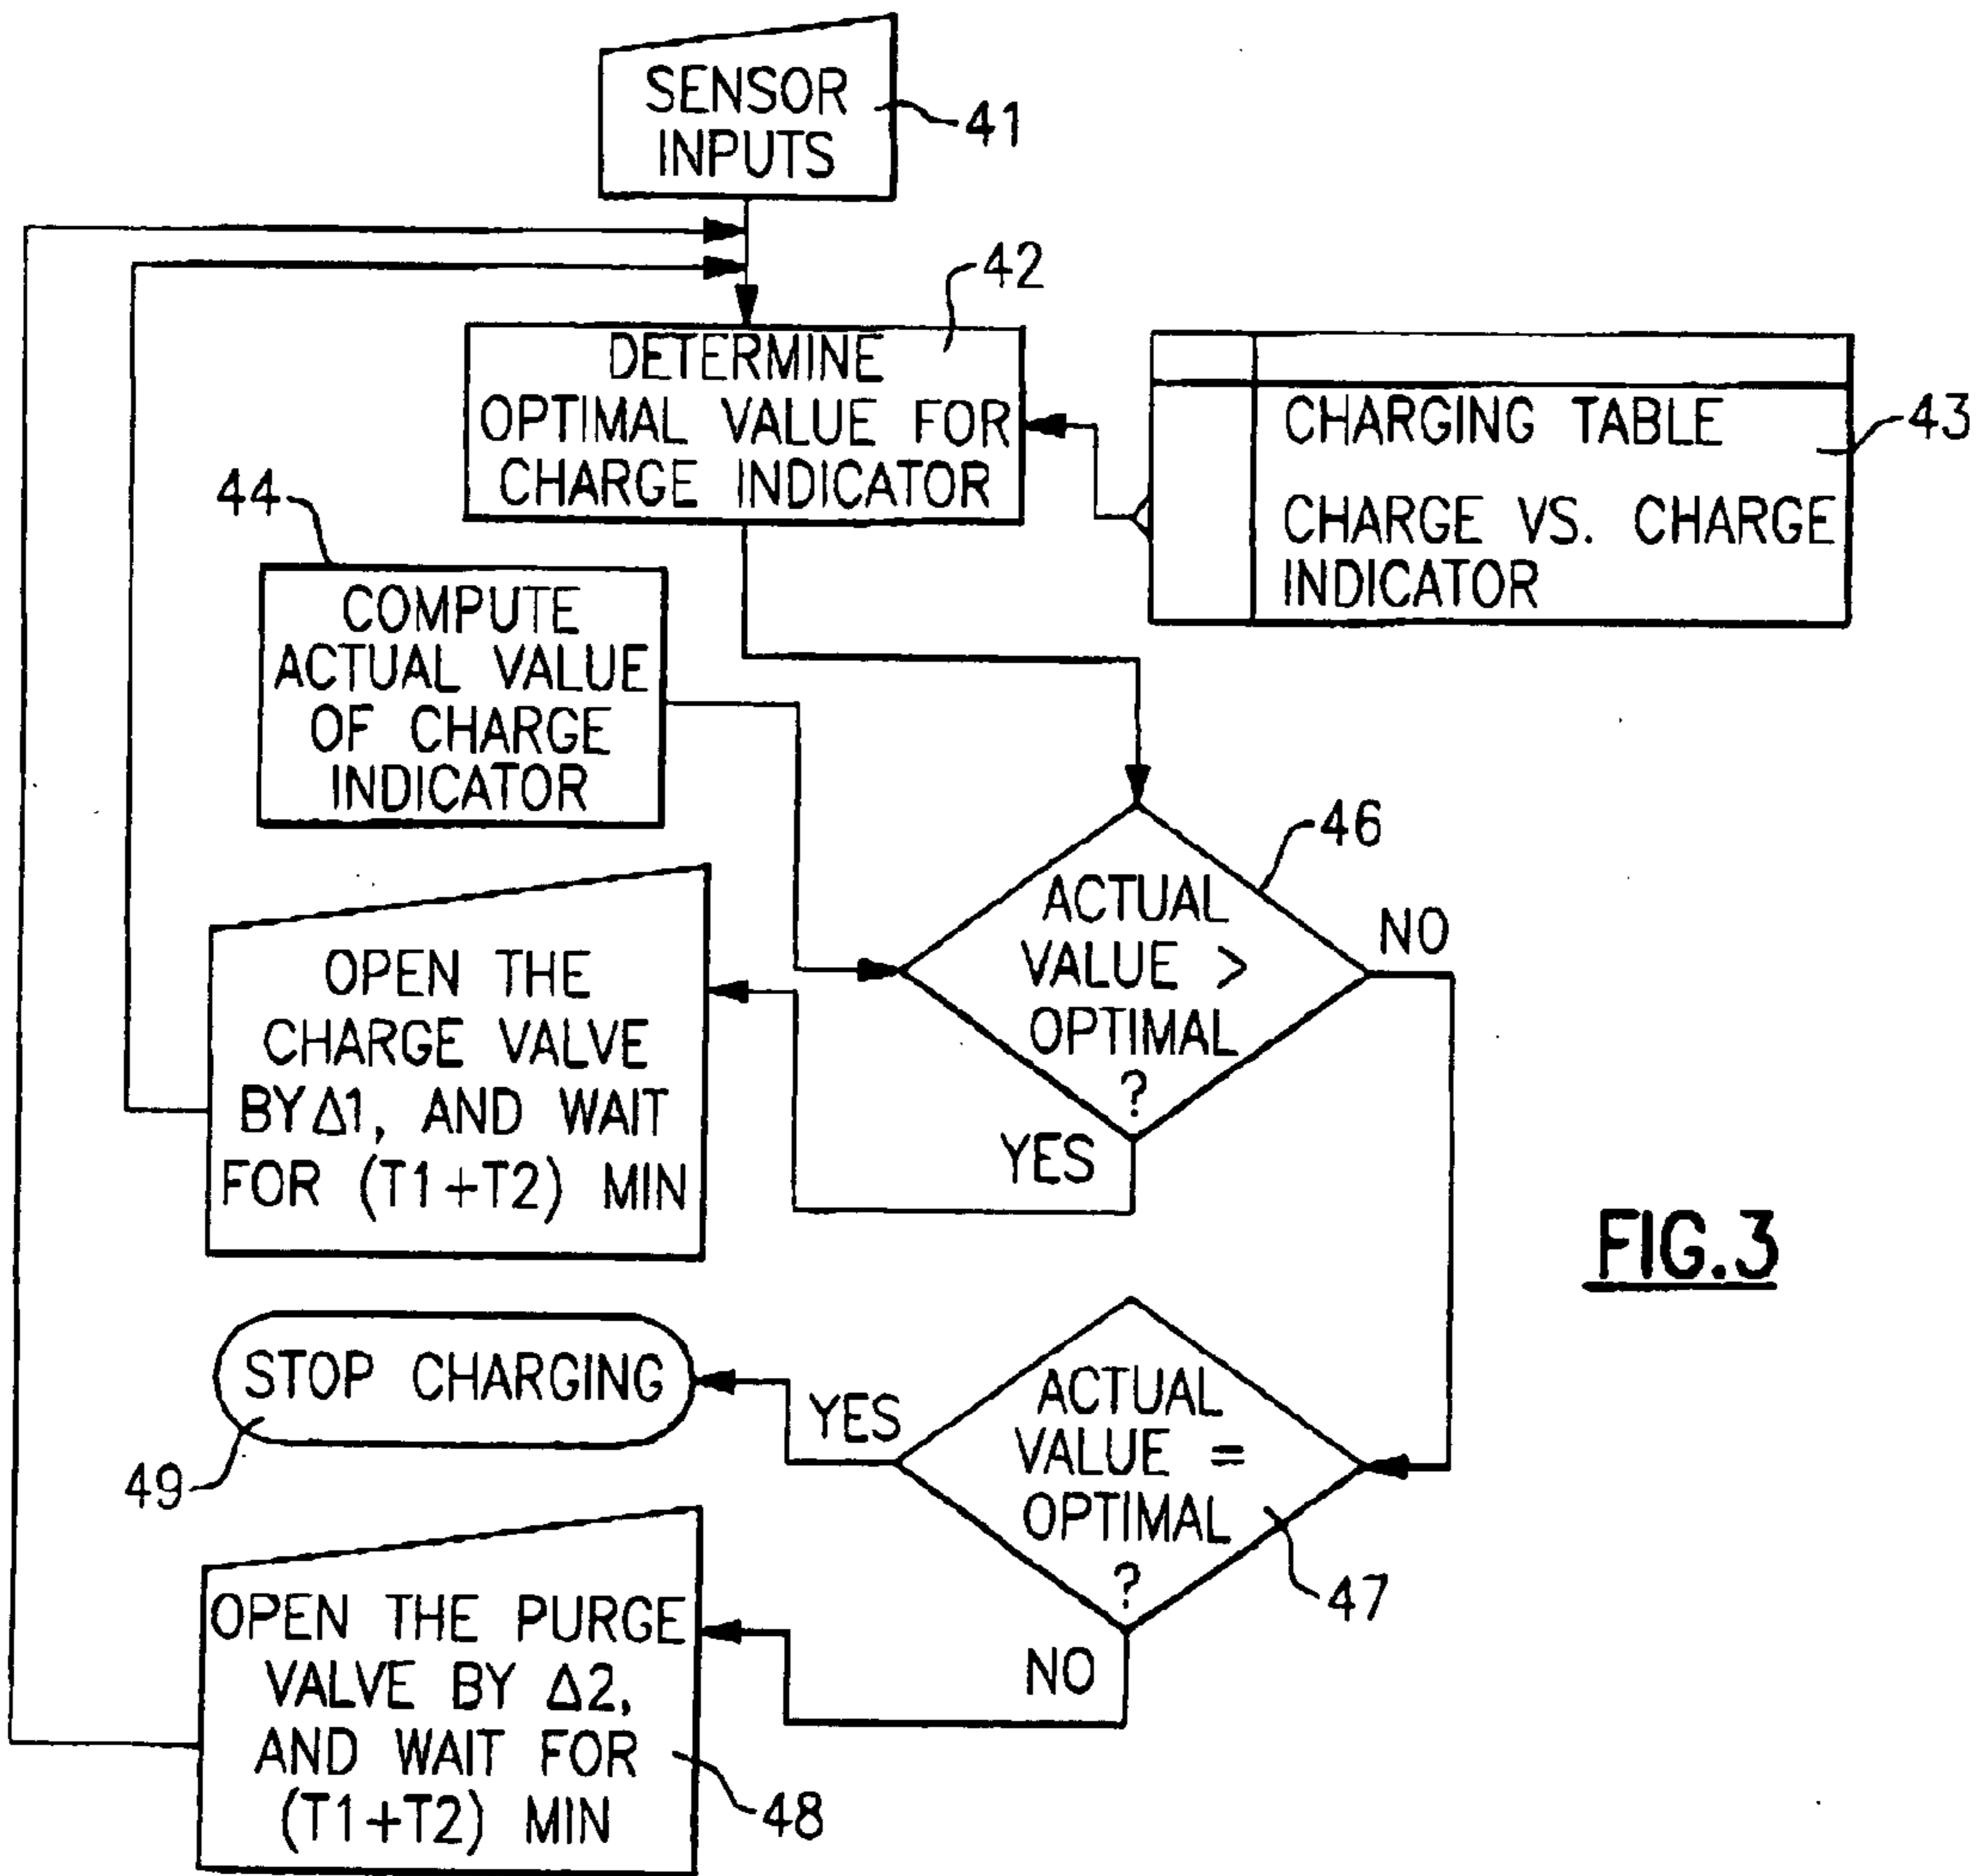 SENSOR
INPUTS
41
42
DETERMINE
OPTIMAL VALUE FOR
CHARGE INDICATOR
CHARGING TABLE
CHARGE VS. CHARGE
INDICATOR
43
44
COMPUTE
ACTUAL VALUE
OF CHARGE
INDICATOR
46
ACTUAL
VALUE >
OPTIMAL
?
NO
YES
OPEN THE
CHARGE VALVE
BY Δ1, AND WAIT
FOR (T1+T2) MIN
FIG.3
STOP CHARGING
49
YES
ACTUAL
VALUE =
OPTIMAL
?
47
NO
OPEN THE PURGE
VALVE BY Δ2,
AND WAIT FOR
(T1+T2) MIN
48